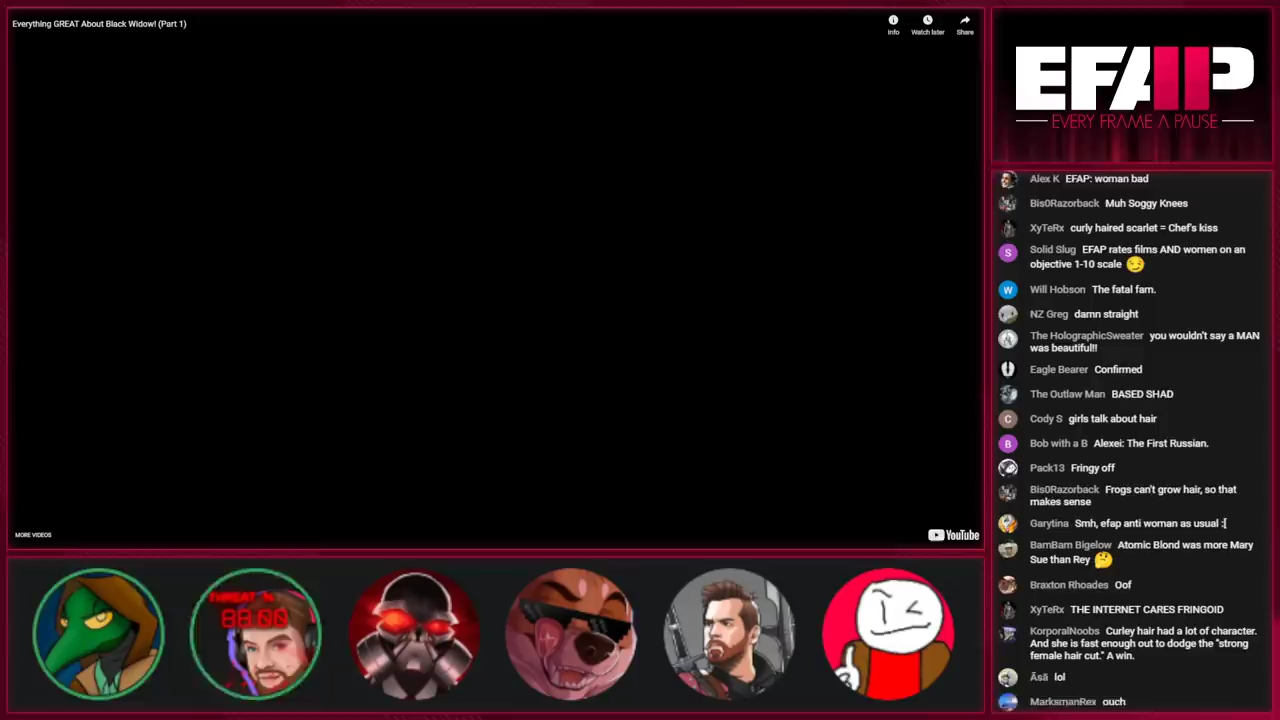 Everything GREAT About Black Widow! (Part 1)
Info
Watch later
Share
MORE VIDEOS
YouTube
EFAP
EVERY FRAME A PAUSE
Alex K EFAP: woman bad
Bis0Razorback Muh Soggy Knees
XyTeRx curly haired scarlet = Chef's kiss
Solid Slug EFAP rates films AND women on an
objective 1-10 scale 😏
Will Hobson The fatal fam.
NZ Greg damn straight
The HolographicSweater you wouldn't say a MAN
was beautiful!!
Eagle Bearer Confirmed
The Outlaw Man BASED SHAD
Cody S girls talk about hair
Bob with a B Alexei: The First Russian.
Pack13 Fringy off
Bis0Razorback Frogs can't grow hair, so that
makes sense
Garytina Smh, efap anti woman as usual :[
BamBam Bigelow Atomic Blond was more Mary
Sue than Rey 🤔
Braxton Rhoades Oof
XyTeRx THE INTERNET CARES FRINGOID
KorporalNoobs Curley hair had a lot of character.
And she is fast enough out to dodge the "strong
female hair cut." A win.
Āsā lol
MarksmanRex ouch
S
W
C
B
88:00